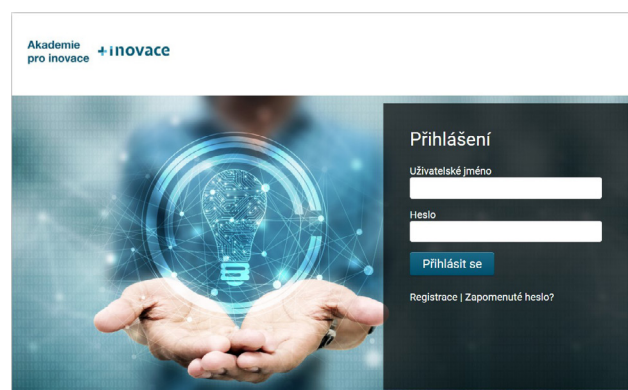 Akademie
pro inovace
+inovace
Přihlášení
Uživatelské jméno
Heslo
Přihlásit se
Registrace | Zapomenuté heslo?